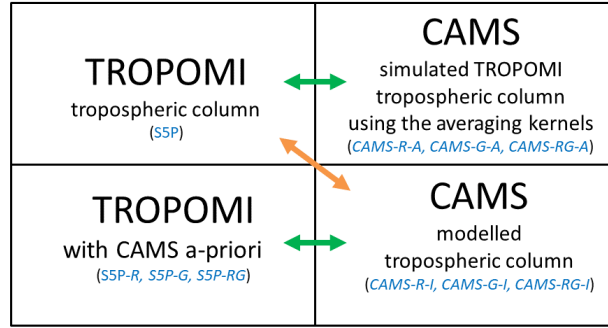 TROPOMI
tropospheric column
(S5P)
CAMS
simulated TROPOMI
tropospheric column
using the averaging kernels
(CAMS-R-A, CAMS-G-A, CAMS-RG-A)
TROPOMI
with CAMS a-priori
(S5P-R, S5P-G, S5P-RG)
CAMS
modelled
tropospheric column
(CAMS-R-I, CAMS-G-I, CAMS-RG-I)